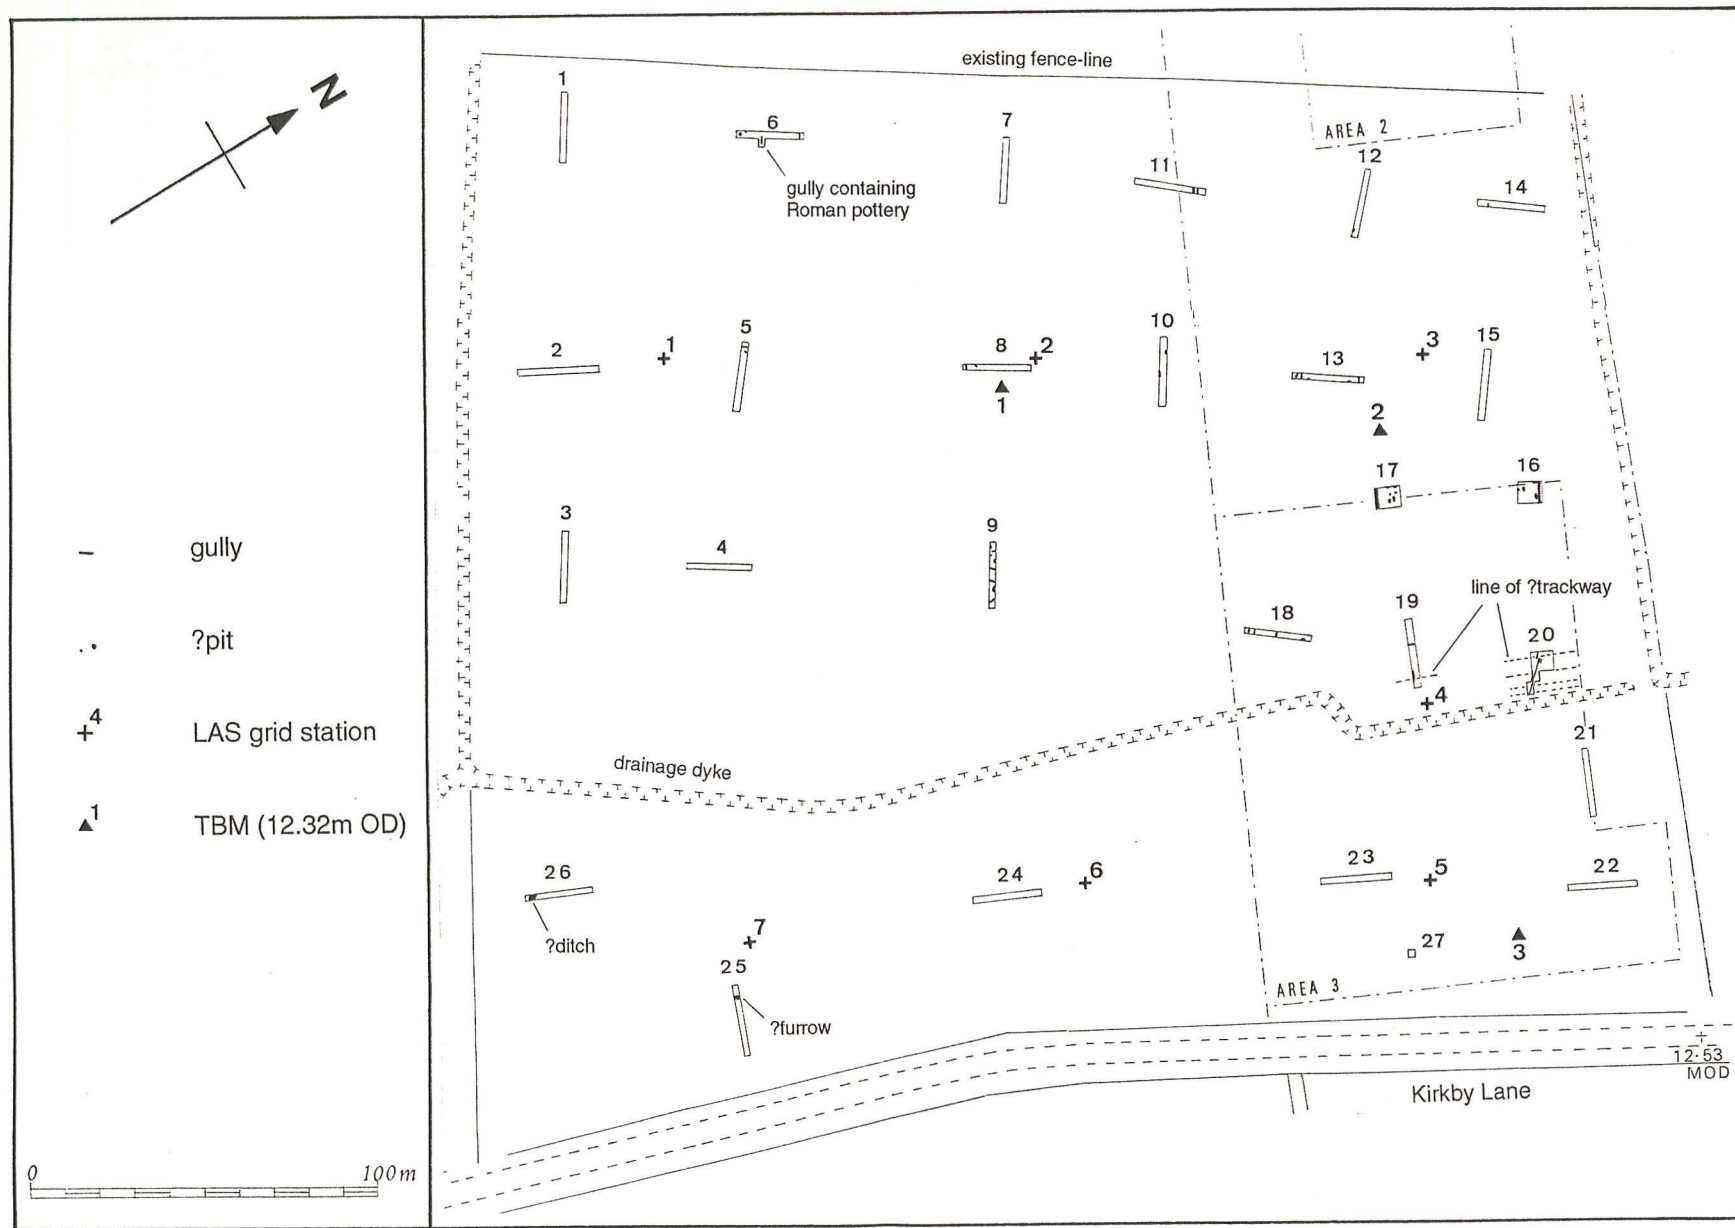 N
gully
?pit
4
LAS grid station
1
TBM (12.32m OD)
0 100m
existing fence-line
1
6
7
gully containing
Roman pottery
11
AREA 2
12
14
2
1
5
8
2
10
13
3
15
1
2
17
16
3
4
9
18
19
line of ?trackway
20
4
drainage dyke
21
26
?ditch
24
6
23
5
22
7
25
27
3
?furrow
AREA 3
12·53
MOD
Kirkby Lane